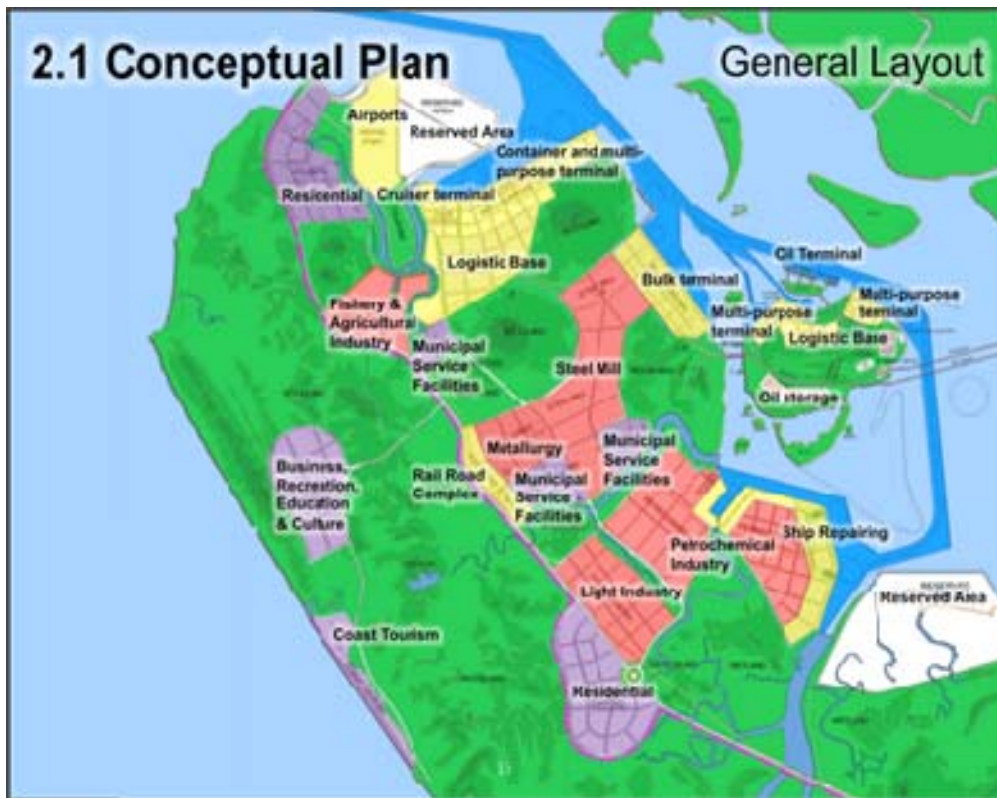 2.1 Conceptual Plan
General Layout
Airports
RESERVED
Reserved Area
Container and multi-
purpose terminal
Resicential
Cruiser terminal
Oil Terminal
Logistic Base
Bulk terminal
Multi-purpose
terminal
Multi-purpose
terminal
Logistic Base
Fishery &
Agricultural
Industry
Municipal
Service
Facilities
Steel Mill
Oil storage
Metallurgy
Municipal
Service
Facilities
Business,
Recreation,
Education
& Culture
Rail Road
Complex
Municipal
Service
Facilities
Ship Repairing
Petrochemical
Industry
Light Industry
RESERVED
Reserved Area
Coast Tourism
Residential
15